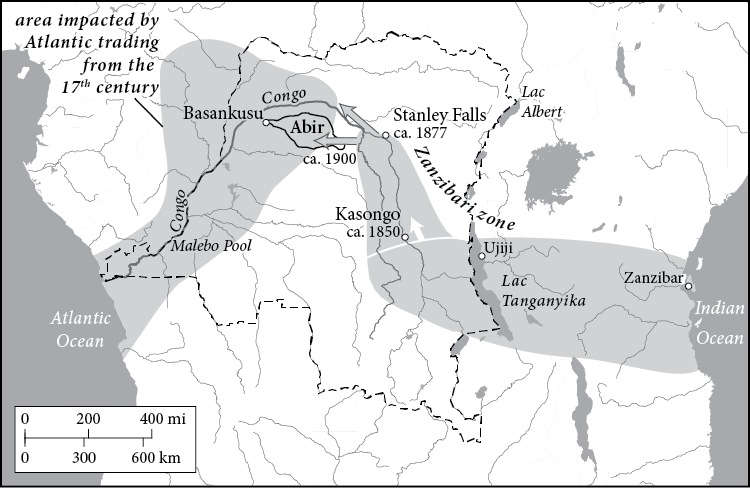 area impacted by
Atlantic trading
from the
17th century
Congo
Basankusu
Abir
ca. 1900
Stanley Falls
ca. 1877
Lac
Albert
Zanzibari zone
Congo
Kasongo
ca. 1850
Malebo Pool
Ujiji
Zanzibar
Lac
Tanganyika
Atlantic
Ocean
Indian
Ocean
0 200 400 mi
0 300 600 km